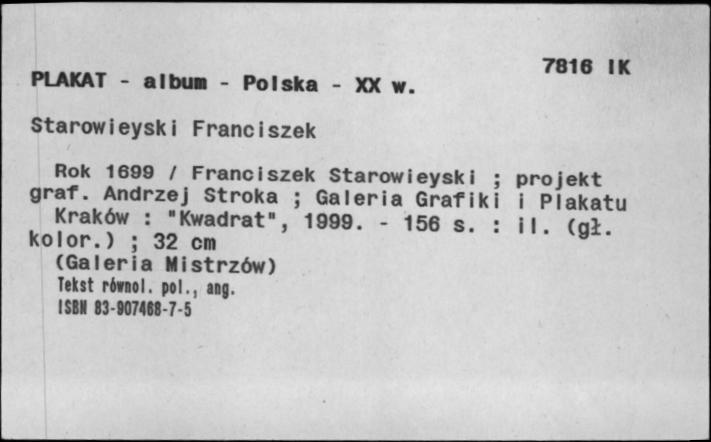 7816 IK
PLAKAT - album - Polska - XX w.
Starowieyski Franciszek
Rok 1699 / Franciszek Starowieyski ; projekt
graf. Andrzej Stroka ; Galeria Grafiki i Plakatu
Kraków : "Kwadrat", 1999. - 156 s. : il. (gł.
kolor.) ; 32 cm
(Galeria Mistrzów)
Tekst równol. pol., ang.
ISBN 83-907468-7-5